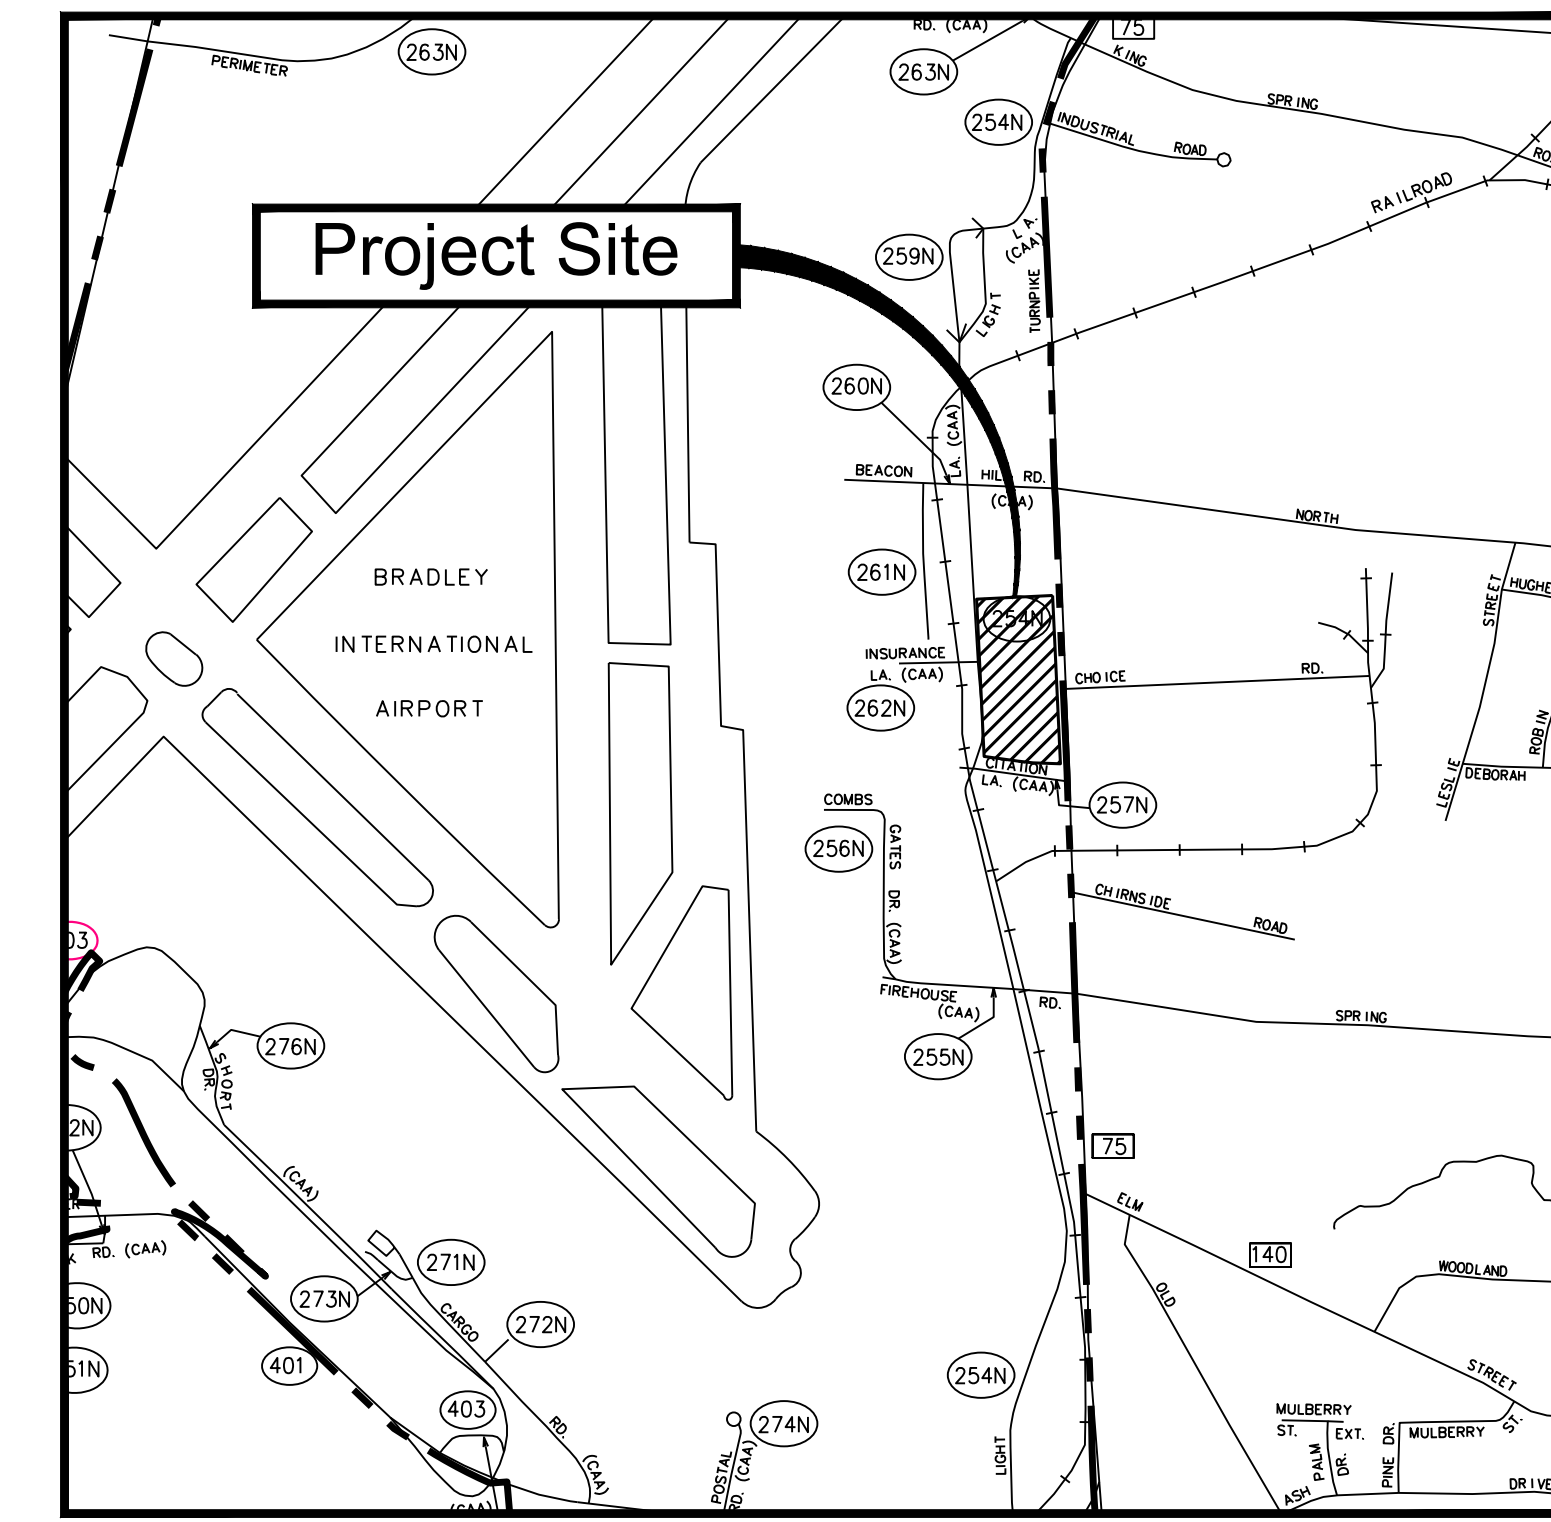 RD. (CAA)
75
263N
PERIMETER
263N
KING
SPRING
254N
INDUSTRIAL
ROAD
RAILROAD
Project Site
LA.
(CAA)
259N
TURNPIKE
LIGHT
260N
LA. (CAA)
BEACON
HILL RD.
(CAA)
NORTH
BRADLEY
INTERNATIONAL
AIRPORT
261N
STREET
254N
INSURANCE
LA. (CAA)
CHOICE
RD.
262N
ROBIN
LESLIE
DEBORAH
CITATION
LA. (CAA)
257N
COMBS
GATES DR. (CAA)
256N
CHIRNSIDE
ROAD
FIREHOUSE
(CAA)
RD.
SPRING
255N
276N
SHORT
DR.
75
(CAA)
ELM
RD. (CAA)
140
271N
WOODLAND
273N
OLD
CARGO
272N
401
254N
STREET
403
274N
MULBERRY
ST.
EXT.
MULBERRY
ST.
RD.
(CAA)
POSTAL
RD. (CAA)
LIGHT
PALM
DR.
PINE DR.
ASH
DRIVE
(CAA)